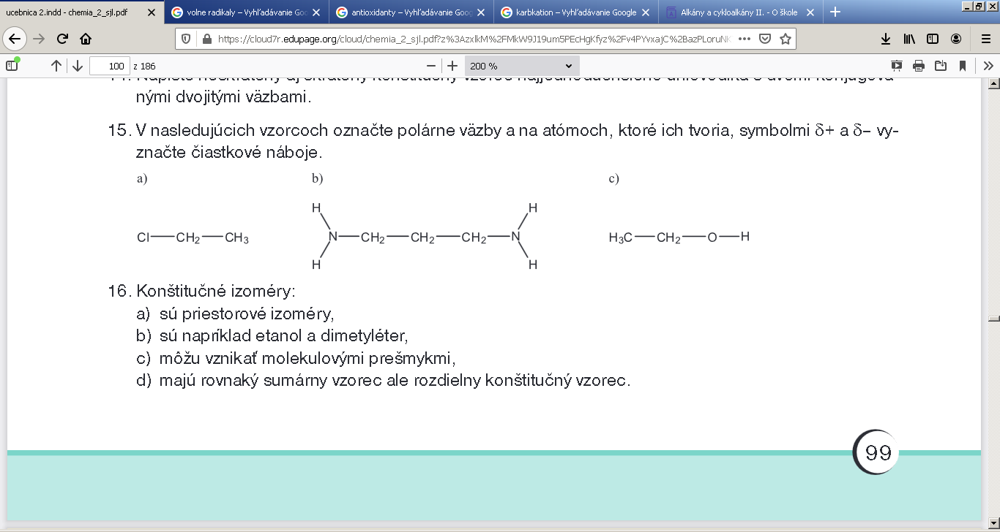 ucebnica 2.indd - chemia_2_sjl.pdf
volne radikaly – Vyhľadávanie Goo
antioxidanty – Vyhľadávanie Goog
karbkation – Vyhľadávanie Google
Alkány a cykloalkány II. - O škole
https://cloud7r.edupage.org/cloud/chemia_2_sjl.pdf?z%3AzxlkM%2FMkW9J19um5PEcHgKfyz%2Fv4PYvxajC%2BazPLoruNK
100 z 186
200 %
nými dvojitými väzbami.
15. V nasledujúcich vzorcoch označte polárne väzby a na atómoch, ktoré ich tvoria, symbolmi δ+ a δ– vy-
značte čiastkové náboje.
a) b) c)
H H
Cl—CH2—CH3 N—CH2—CH2—CH2—N H3C—CH2—O—H
H H
16. Konštitučné izoméry:
a) sú priestorové izoméry,
b) sú napríklad etanol a dimetyléter,
c) môžu vznikať molekulovými prešmykmi,
d) majú rovnaký sumárny vzorec ale rozdielny konštitučný vzorec.
99